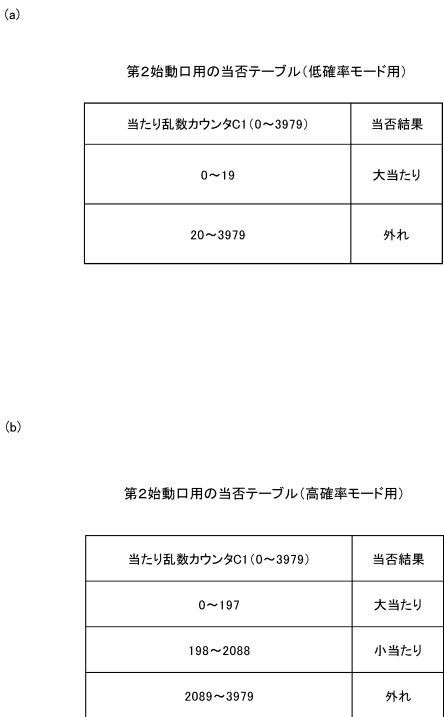 (a)
第２始動口用の当否テーブル(低確率モード用)
当たり乱数カウンタC1(0～3979) 当否結果
0～19 大当たり
20～3979 外れ
(b)
第２始動口用の当否テーブル(高確率モード用)
当たり乱数カウンタC1(0～3979) 当否結果
0～197 大当たり
198～2088 小当たり
2089～3979 外れ